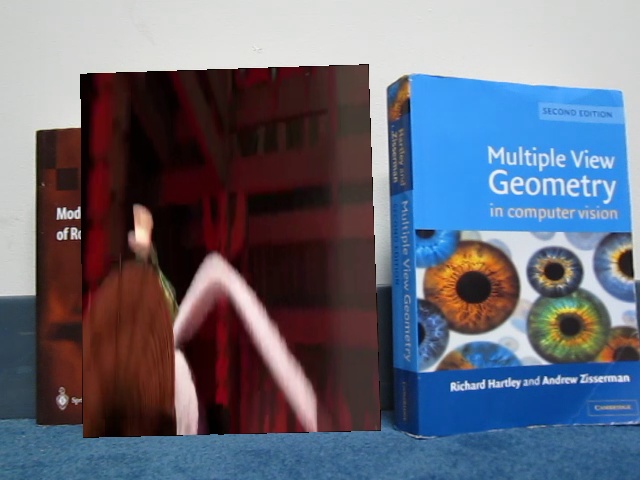 Mod
of Ro
SECOND EDITION
Multiple View
Geometry
in computer vision
Richard Hartley and Andrew Zisserman
CAMBRIDGE
Hartley and
Zisserman
Multiple View Geometry